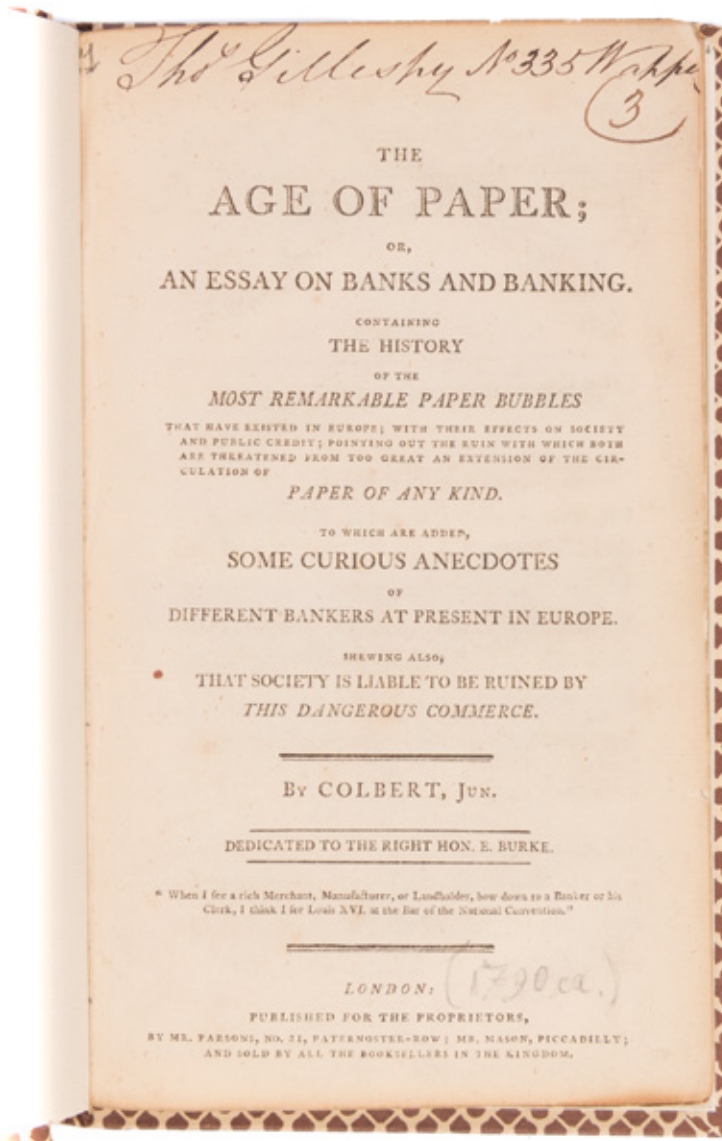 Thos Gillespy No 335 Wapping
3
THE
AGE OF PAPER;
OR,
AN ESSAY ON BANKS AND BANKING.
CONTAINING
THE HISTORY
OF THE
MOST REMARKABLE PAPER BUBBLES
THAT HAVE EXISTED IN EUROPE; WITH THEIR EFFECTS ON SOCIETY
AND PUBLIC CREDIT; POINTING OUT THE RUIN WITH WHICH BOTH
ARE THREATENED FROM TOO GREAT AN EXTENSION OF THE CIR-
CULATION OF
PAPER OF ANY KIND.
TO WHICH ARE ADDED,
SOME CURIOUS ANECDOTES
OF
DIFFERENT BANKERS AT PRESENT IN EUROPE.
SHEWING ALSO,
THAT SOCIETY IS LIABLE TO BE RUINED BY
THIS DANGEROUS COMMERCE.
BY COLBERT, JUN.
DEDICATED TO THE RIGHT HON. E. BURKE.
“ When I ſee a rich Merchant, Manufacturer, or Landholder, bow down to a Banker or his
Clerk, I think I ſee Louis XVI. at the Bar of the National Convention.”
(1790 ca.)
LONDON:
PUBLISHED FOR THE PROPRIETORS,
BY MR. PARSONS, NO. 21, PATERNOSTER-ROW; MR. MASON, PICCADILLY;
AND SOLD BY ALL THE BOOKSELLERS IN THE KINGDOM.